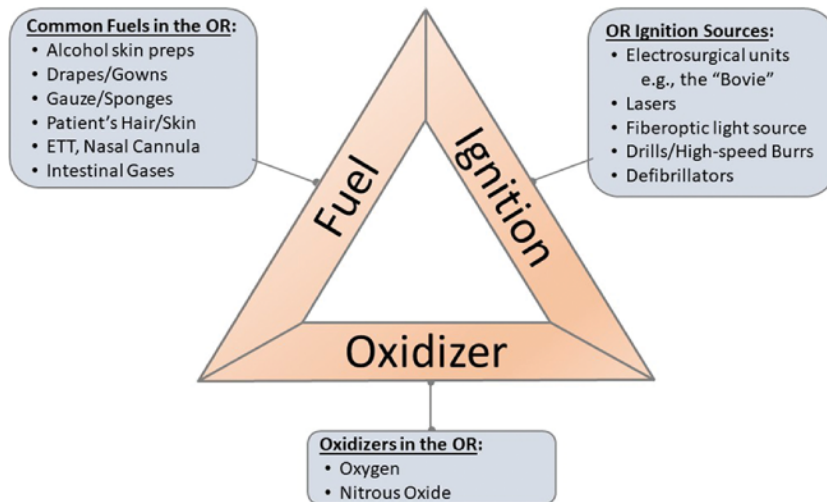 Common Fuels in the OR:
• Alcohol skin preps
• Drapes/Gowns
• Gauze/Sponges
• Patient's Hair/Skin
• ETT, Nasal Cannula
• Intestinal Gases
OR Ignition Sources:
• Electrosurgical units
e.g., the “Bovie”
• Lasers
• Fiberoptic light source
• Drills/High-speed Burrs
• Defibrillators
Fuel
Ignition
Oxidizer
Oxidizers in the OR:
• Oxygen
• Nitrous Oxide